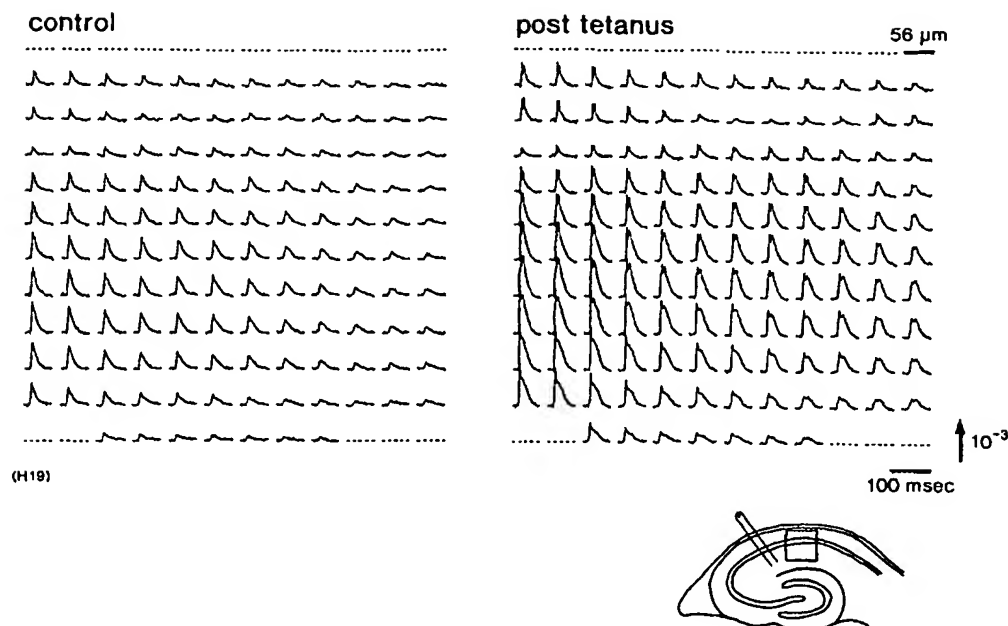 control
post tetanus
56 μm
10⁻³
(H19)
100 msec